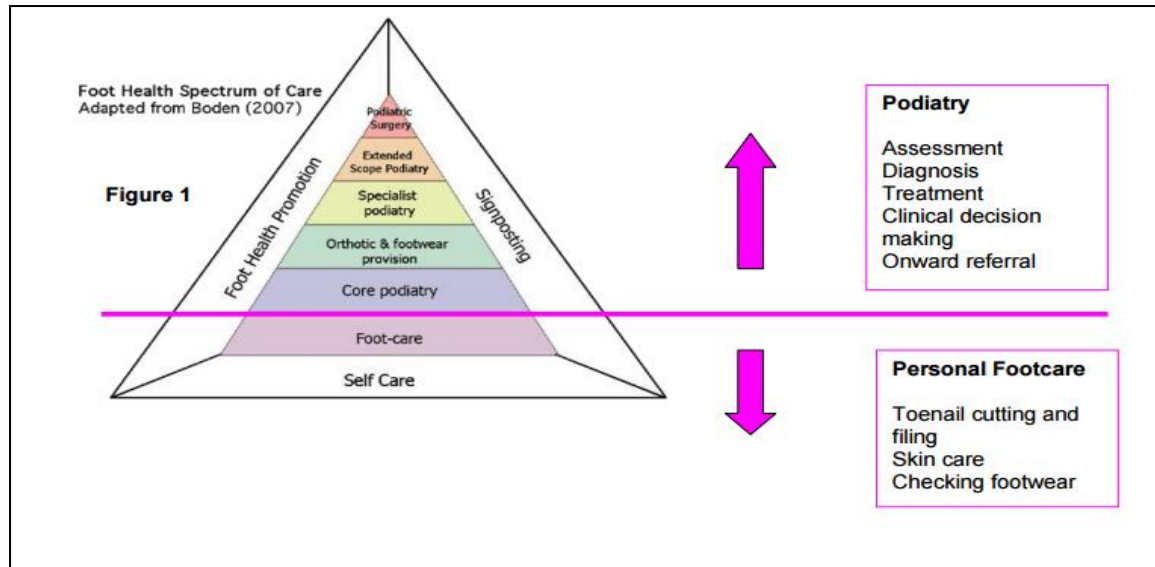 Foot Health Spectrum of Care
Adapted from Boden (2007)
Figure 1
Foot Health Promotion
Signposting
Podiatric
Surgery
Extended
Scope Podiatry
Specialist
podiatry
Orthotic & footwear
provision
Core podiatry
Foot-care
Self Care
Podiatry
Assessment
Diagnosis
Treatment
Clinical decision
making
Onward referral
Personal Footcare
Toenail cutting and
filing
Skin care
Checking footwear